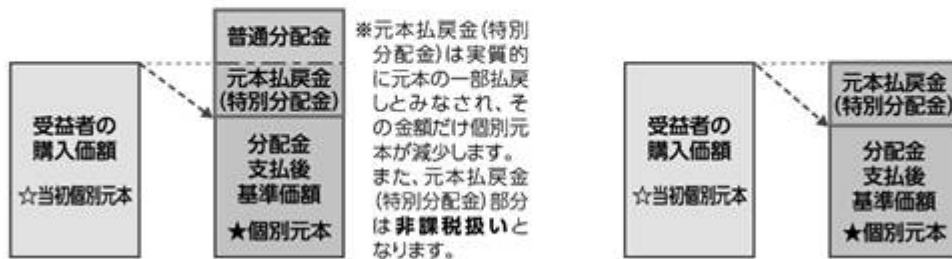 受益者の
購入価額
☆当初個別元本
普通分配金
元本払戻金
(特別分配金)
分配金
支払後
基準価額
★個別元本
※元本払戻金(特別
分配金)は実質的
に元本の一部払戻
しとみなされ、そ
の金額だけ個別元
本が減少します。
また、元本払戻金
(特別分配金)部分
は非課税扱いと
なります。
受益者の
購入価額
☆当初個別元本
元本払戻金
(特別分配金)
分配金
支払後
基準価額
★個別元本